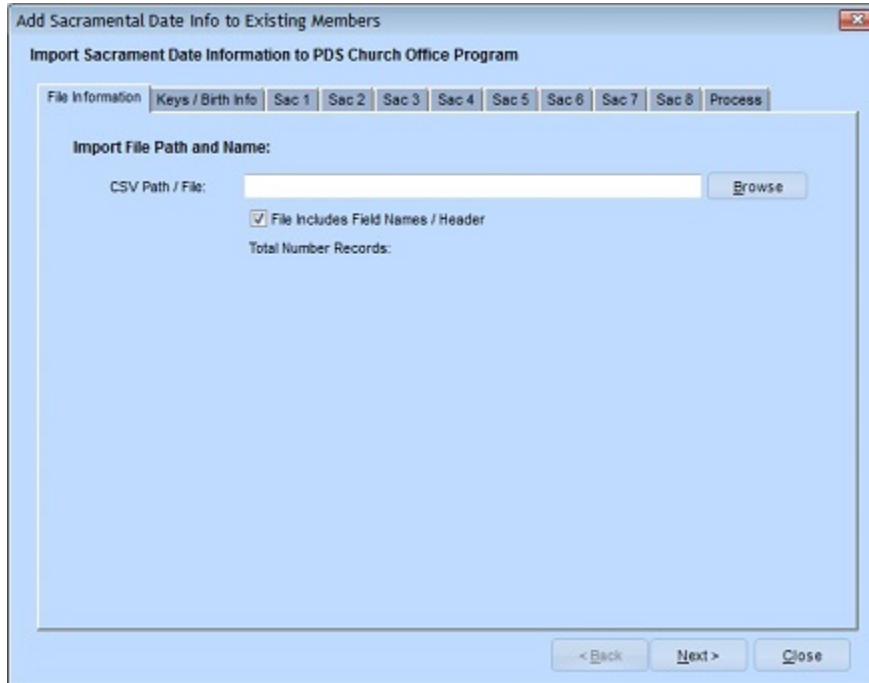 Add Sacramental Date Info to Existing Members
Import Sacrament Date Information to PDS Church Office Program
File Information Keys / Birth Info Sac 1 Sac 2 Sac 3 Sac 4 Sac 5 Sac 6 Sac 7 Sac 8 Process
Import File Path and Name:
CSV Path / File: Browse
File Includes Field Names / Header
Total Number Records:
< Back Next > Close